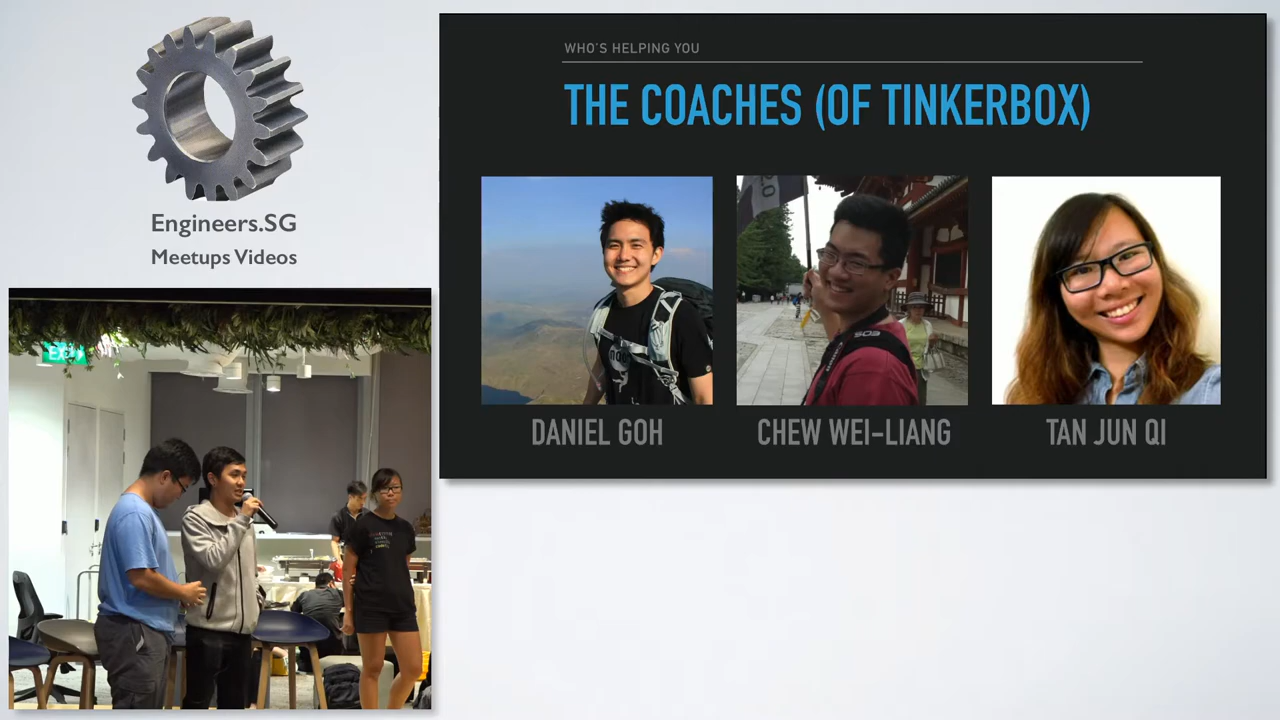 Engineers.SG
Meetups Videos
WHO'S HELPING YOU
THE COACHES (OF TINKERBOX)
DANIEL GOH
CHEW WEI-LIANG
TAN JUN QI
EXIT